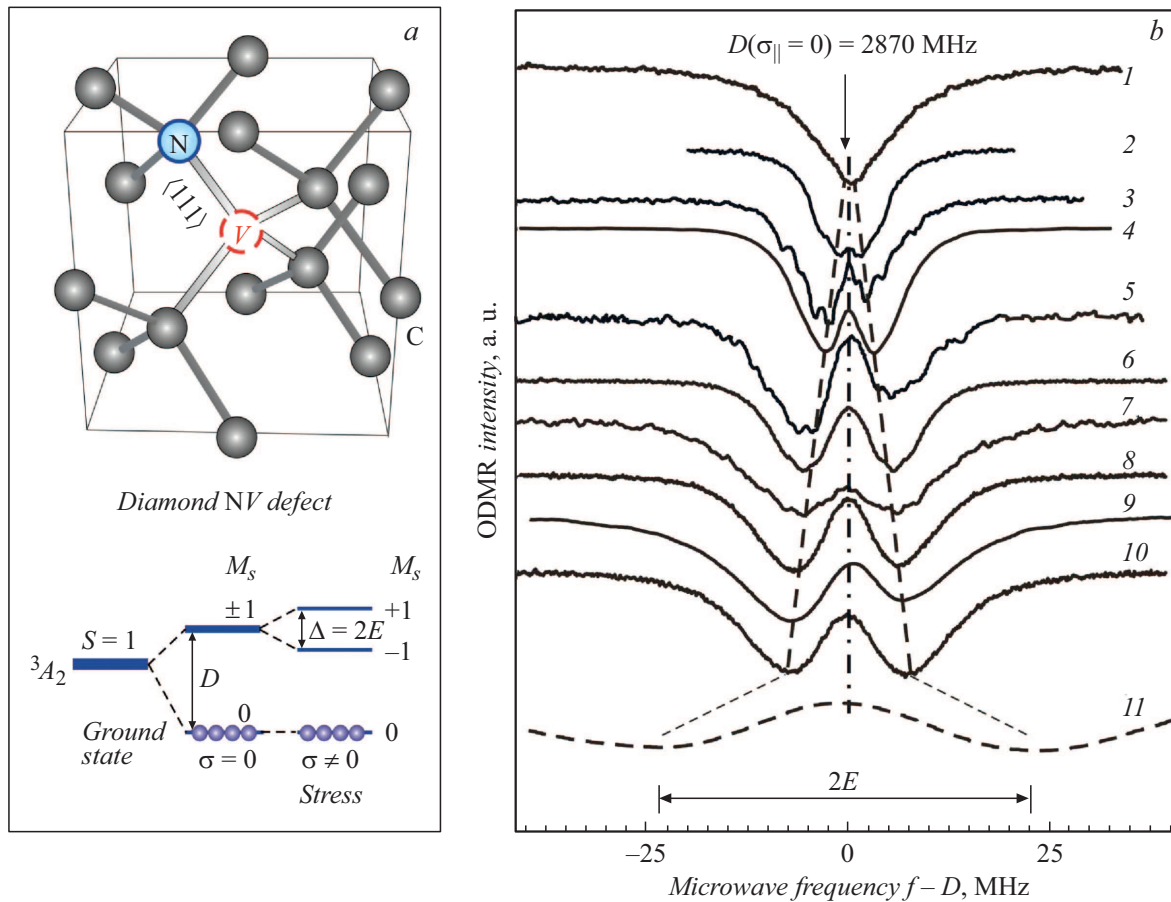 a
N
⟨111⟩
V
C
Diamond NV defect
M_s M_s
S = 1
±1
+1
Δ = 2E
−1
³A₂
D
0
0
Ground
state
σ = 0
σ ≠ 0
Stress
b
D(σ_|| = 0) = 2870 MHz
1
2
3
4
5
6
7
8
9
10
11
2E
ODMR intensity, a. u.
−25 0 25
Microwave frequency f – D, MHz